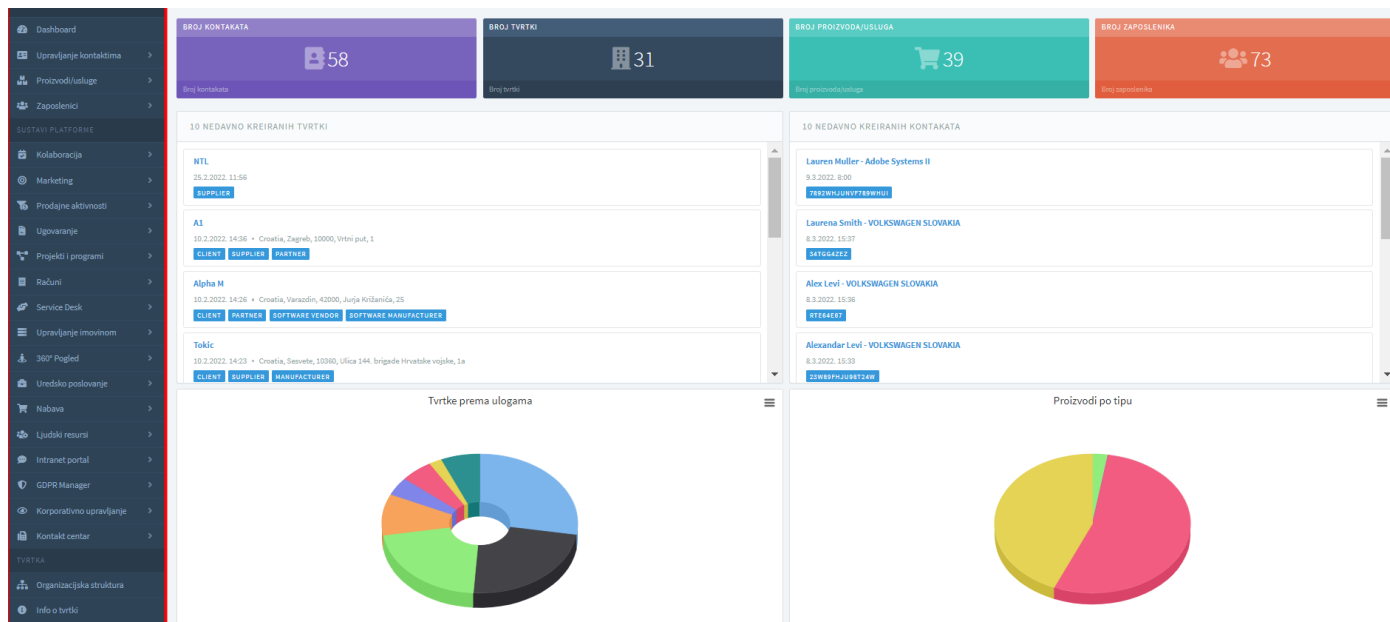 Dashboard
Upravljanje kontaktima
Proizvodi/usluge
Zaposlenici
SUSTAVI PLATFORME
Kolaboracija
Marketing
Prodajne aktivnosti
Ugovaranje
Projekti i programi
Računi
Service Desk
Upravljanje imovinom
360° Pogled
Uredsko poslovanje
Nabava
Ljudski resursi
Intranet portal
GDPR Manager
Korporativno upravljanje
Kontakt centar
TVRTKA
Organizacijska struktura
Info o tvrtki
BROJ KONTAKATA
58
Broj kontakata
BROJ TVRTKI
31
Broj tvrtki
BROJ PROIZVODA/USLUGA
39
Broj proizvoda/usluga
BROJ ZAPOSLENIKA
73
Broj zaposlenika
10 NEDAVNO KREIRANIH TVRTKI
NTL
25.2.2022. 11:56
SUPPLIER
A1
10.2.2022. 14:36 • Croatia, Zagreb, 10000, Vrtni put, 1
CLIENT SUPPLIER PARTNER
Alpha M
10.2.2022. 14:26 • Croatia, Varazdin, 42000, Jurja Križanića, 25
CLIENT PARTNER SOFTWARE VENDOR SOFTWARE MANUFACTURER
Tokic
10.2.2022. 14:23 • Croatia, Sesvete, 10360, Ulica 144. brigade Hrvatske vojske, 1a
CLIENT SUPPLIER MANUFACTURER
10 NEDAVNO KREIRANIH KONTAKATA
Lauren Muller - Adobe Systems II
9.3.2022. 8:00
7892WHJUNVF789WHUI
Laurena Smith - VOLKSWAGEN SLOVAKIA
8.3.2022. 15:37
54TGG4ZEZ
Alex Levi - VOLKSWAGEN SLOVAKIA
8.3.2022. 15:36
RTE64E67
Alexandar Levi - VOLKSWAGEN SLOVAKIA
8.3.2022. 15:33
23W89FHJU98T24W
Tvrtke prema ulogama
Proizvodi po tipu